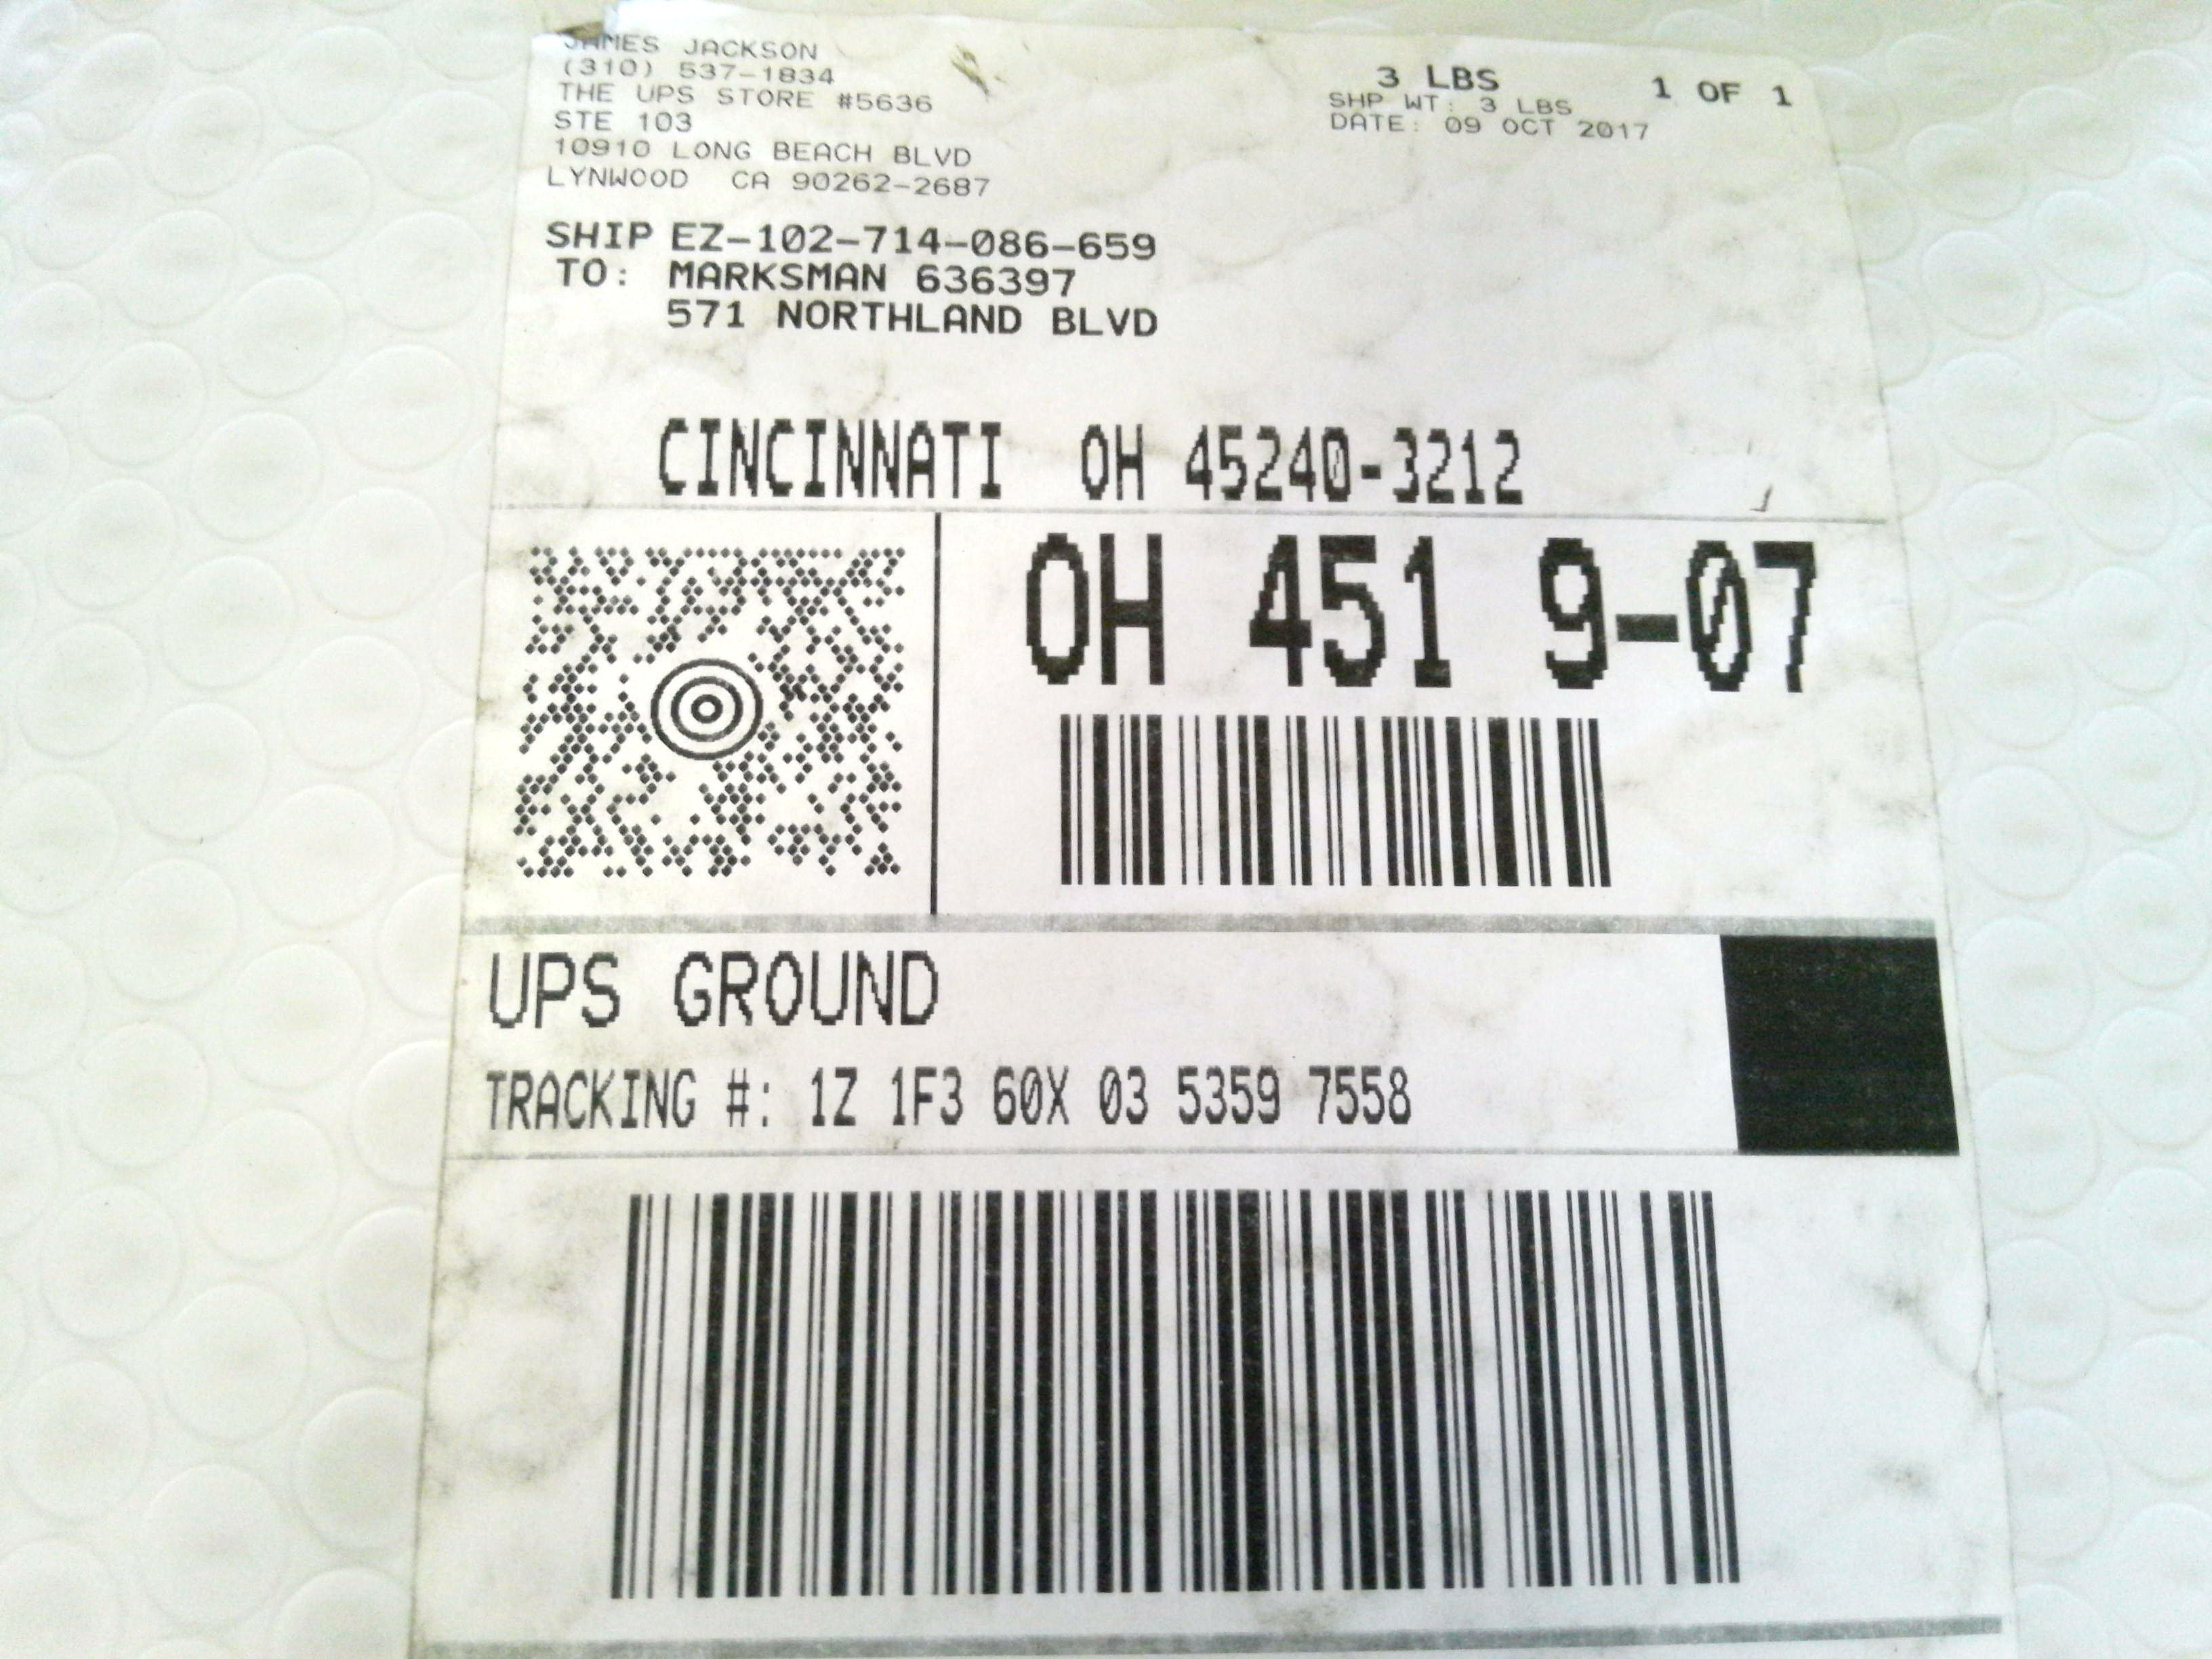 JAMES JACKSON
(310) 537-1834
THE UPS STORE #5636
STE 103
10910 LONG BEACH BLVD
LYNWOOD CA 90262-2687
3 LBS 1 OF 1
SHP WT: 3 LBS
DATE: 09 OCT 2017
SHIP EZ-102-714-086-659
TO: MARKSMAN 636397
571 NORTHLAND BLVD
CINCINNATI OH 45240-3212
OH 451 9-07
UPS GROUND
TRACKING #: 1Z 1F3 60X 03 5359 7558